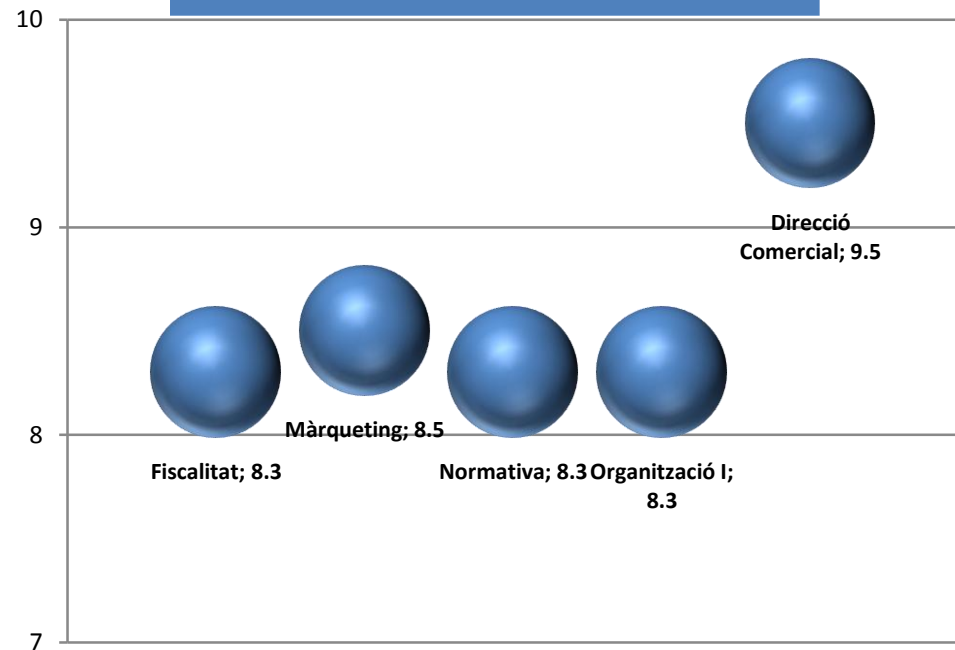 10
9
8
7
Direcció
Comercial; 9.5
Màrqueting; 8.5
Fiscalitat; 8.3
Normativa; 8.3
Organització I;
8.3